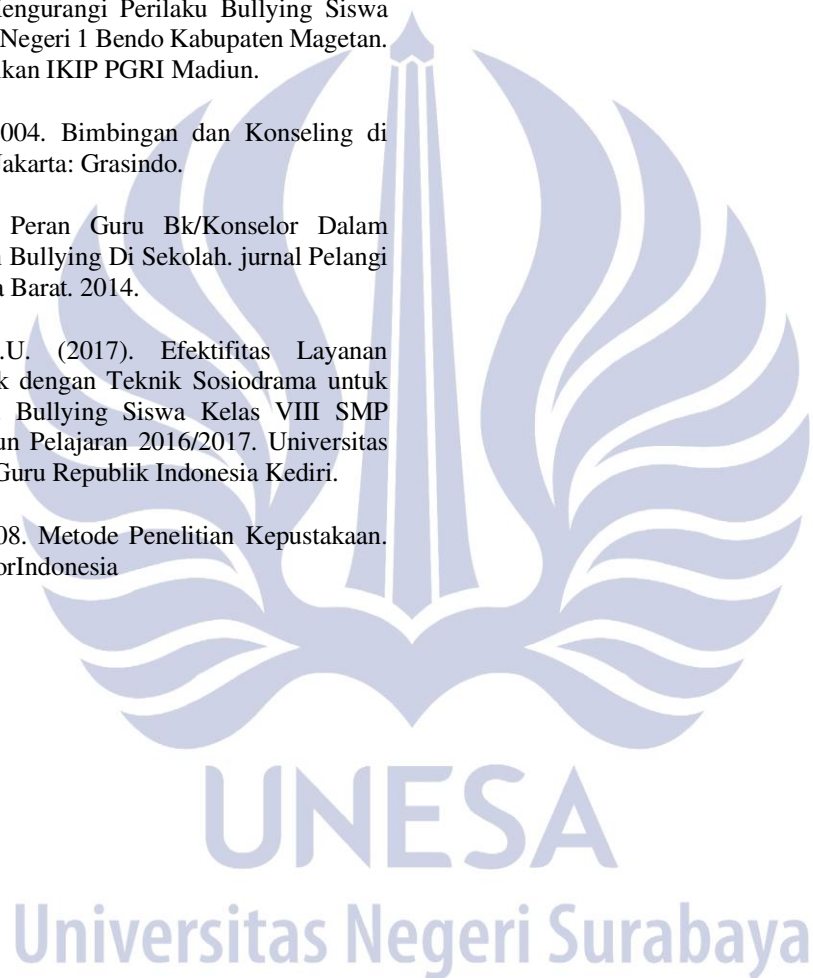 engurangi Perilaku Bullying Siswa
Negeri 1 Bendo Kabupaten Magetan.
kan IKIP PGRI Madiun.
004. Bimbingan dan Konseling di
Jakarta: Grasindo.
Peran Guru Bk/Konselor Dalam
Bullying Di Sekolah. jurnal Pelangi
a Barat. 2014.
.U. (2017). Efektifitas Layanan
k dengan Teknik Sosiodrama untuk
Bullying Siswa Kelas VIII SMP
un Pelajaran 2016/2017. Universitas
Guru Republik Indonesia Kediri.
08. Metode Penelitian Kepustakaan.
orIndonesia
UNESA
Universitas Negeri Surabaya